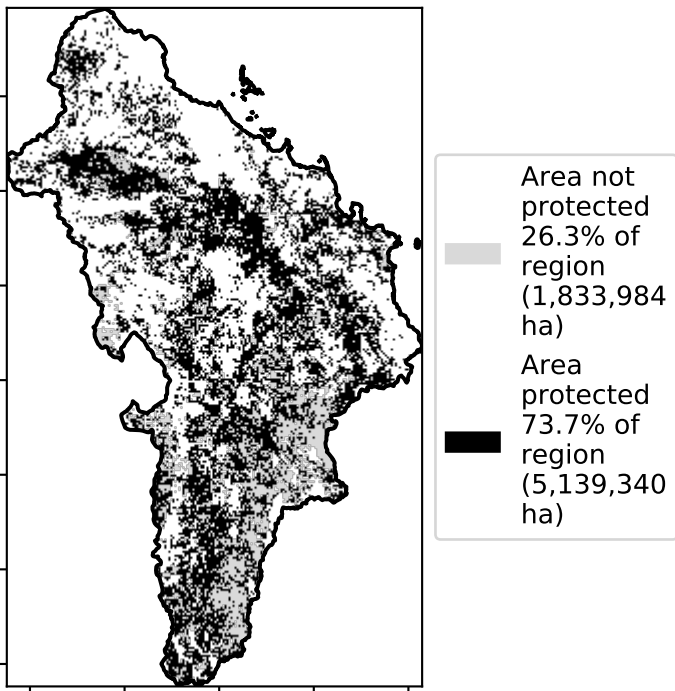 Area not
protected
26.3% of
region
(1,833,984
ha)
Area
protected
73.7% of
region
(5,139,340
ha)